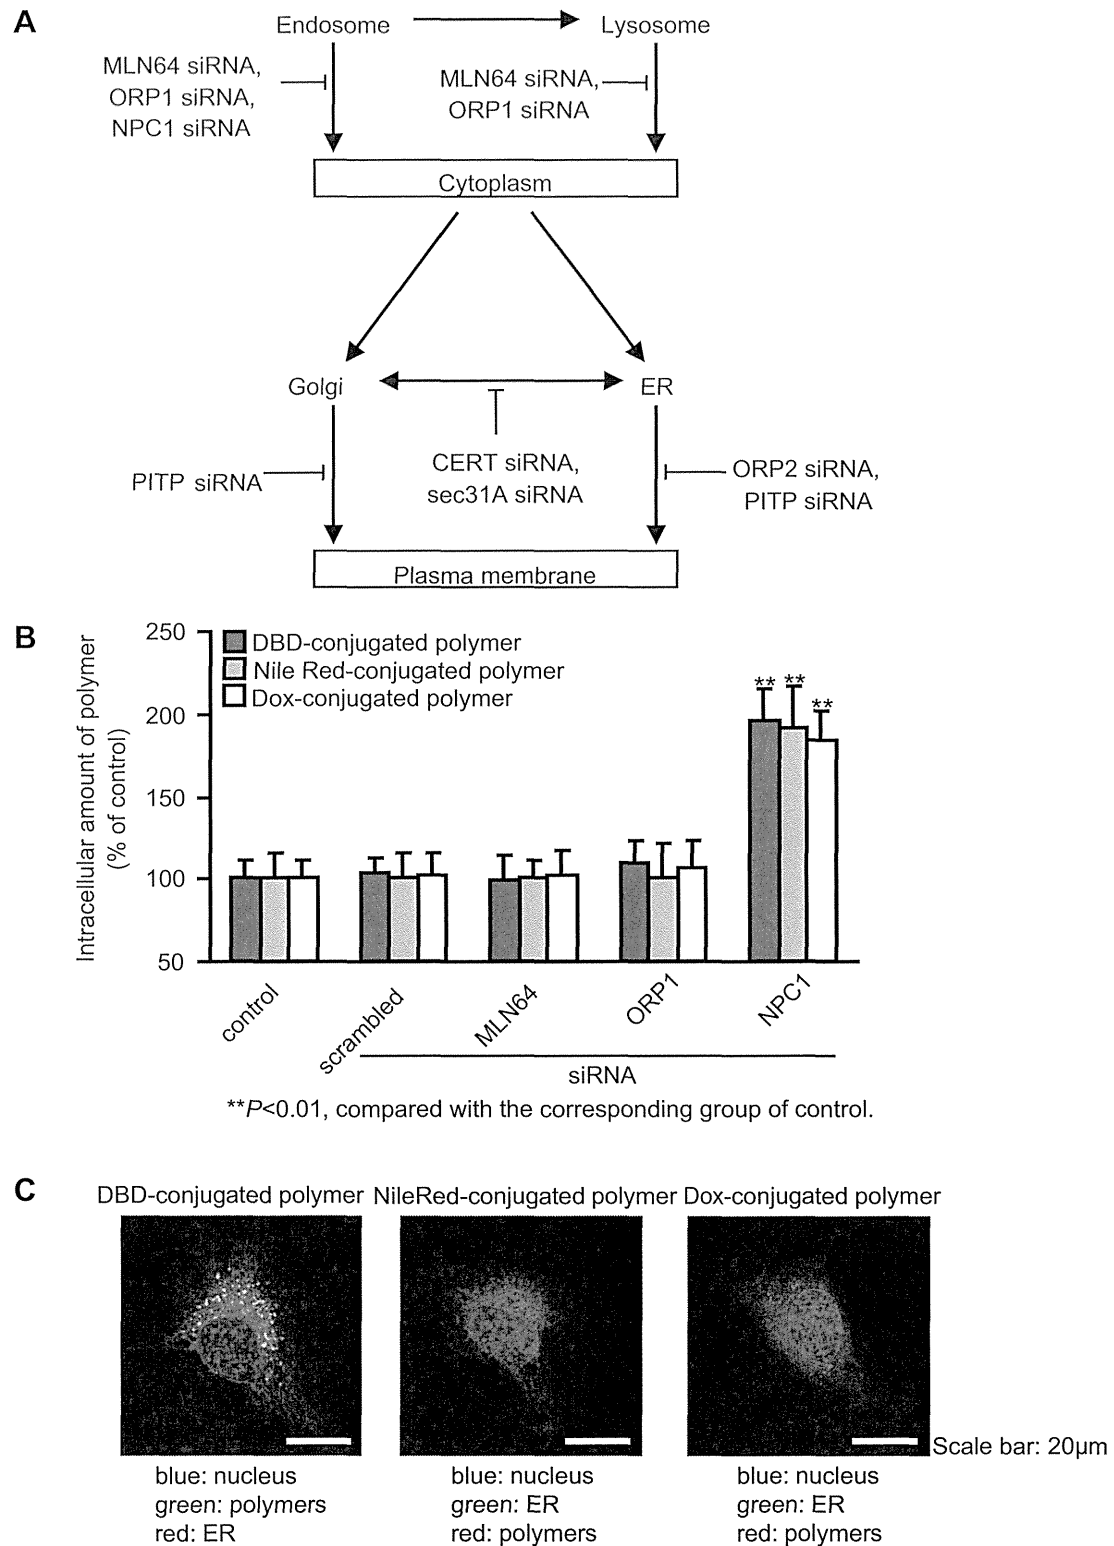 A
Endosome
Lysosome
MLN64 siRNA,
ORP1 siRNA,
NPC1 siRNA
MLN64 siRNA,
ORP1 siRNA
Cytoplasm
Golgi
ER
PITP siRNA
CERT siRNA,
sec31A siRNA
ORP2 siRNA,
PITP siRNA
Plasma membrane
B
Intracellular amount of polymer
(% of control)
250
200
150
100
50
DBD-conjugated polymer
Nile Red-conjugated polymer
Dox-conjugated polymer
** ** **
control
scrambled
MLN64
ORP1
NPC1
siRNA
**P<0.01, compared with the corresponding group of control.
C
DBD-conjugated polymer
NileRed-conjugated polymer
Dox-conjugated polymer
Scale bar: 20μm
blue: nucleus
green: polymers
red: ER
blue: nucleus
green: ER
red: polymers
blue: nucleus
green: ER
red: polymers